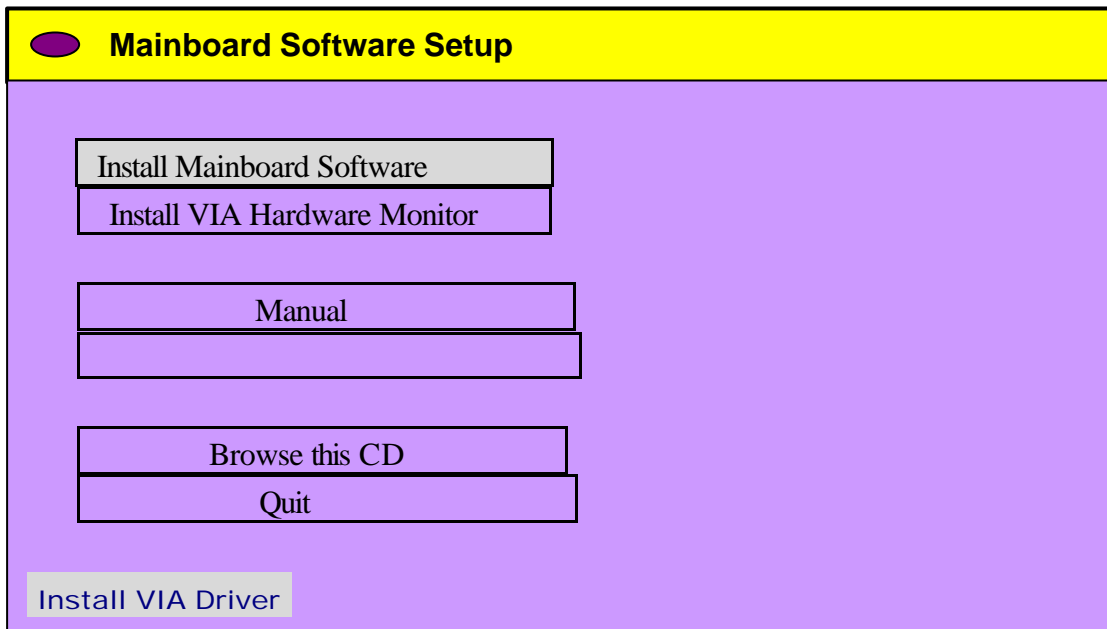 Mainboard Software Setup
Install Mainboard Software
Install VIA Hardware Monitor
Manual
Browse this CD
Quit
Install VIA Driver